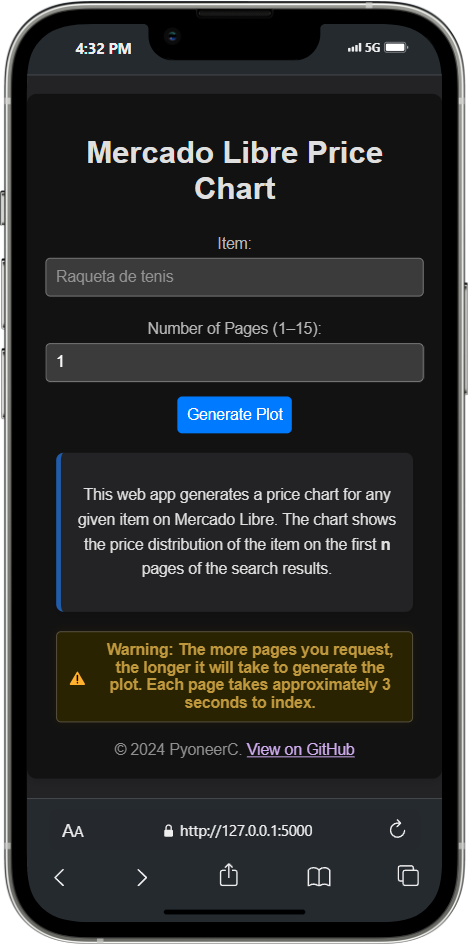 4:32 PM
5G
Mercado Libre Price
Chart
Item:
Raqueta de tenis
Number of Pages (1–15):
1
Generate Plot
This web app generates a price chart for any
given item on Mercado Libre. The chart shows
the price distribution of the item on the first n
pages of the search results.
Warning: The more pages you request,
the longer it will take to generate the
plot. Each page takes approximately 3
seconds to index.
© 2024 PyoneerC. View on GitHub
AA
http://127.0.0.1:5000